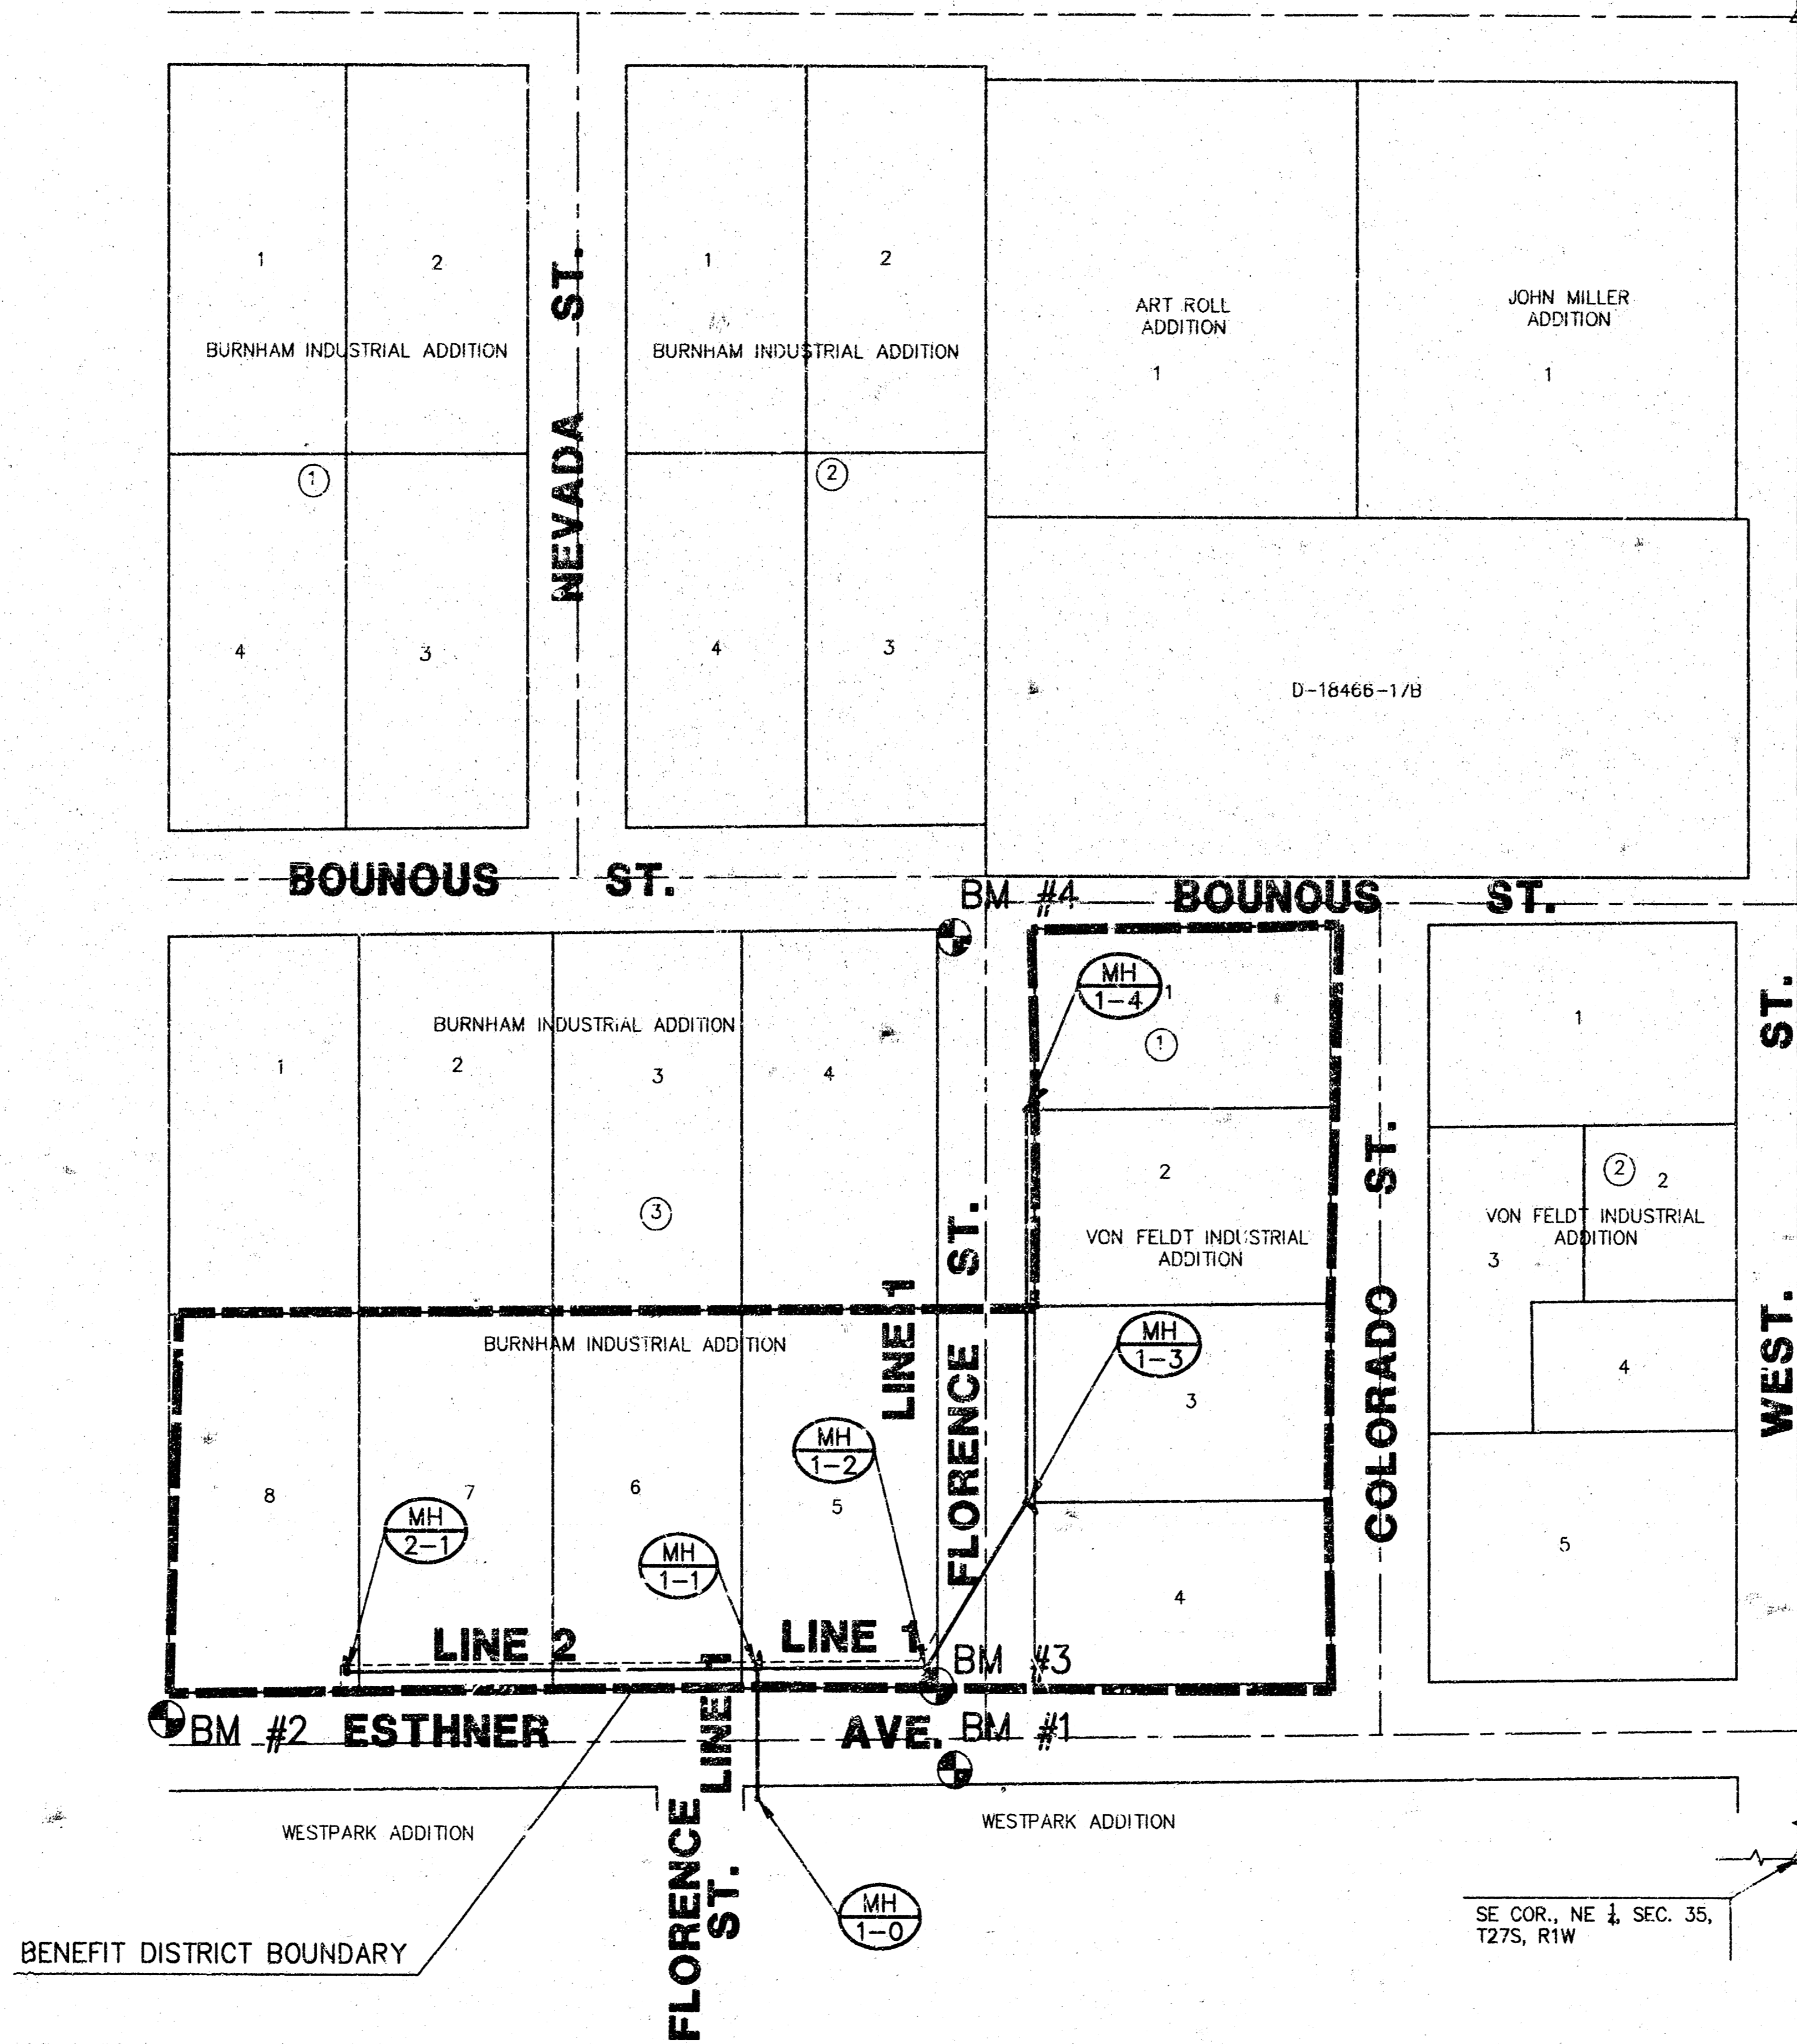 1
2
BURNHAM INDUSTRIAL ADDITION
1
4
3
NEVADA ST.
1
2
BURNHAM INDUSTRIAL ADDITION
2
4
3
ART ROLL
ADDITION
1
JOHN MILLER
ADDITION
1
D-18466-17B
BOUNOUS ST.
BM #4
BOUNOUS ST.
BURNHAM INDUSTRIAL ADDITION
1
2
3
4
3
MH
1-4
1
1
2
VON FELDT INDUSTRIAL
ADDITION
3
4
LINE 1
FLORENCE ST.
COLORADO ST.
WEST. ST.
1
2
2
VON FELDT INDUSTRIAL
ADDITION
3
4
5
BURNHAM INDUSTRIAL ADDITION
8
7
6
5
MH
1-3
MH
1-2
MH
2-1
MH
1-1
LINE 2
LINE 1
BM #3
BM #2
ESTHNER AVE.
BM #1
LINE 1
FLORENCE
ST.
WESTPARK ADDITION
WESTPARK ADDITION
MH
1-0
BENEFIT DISTRICT BOUNDARY
SE COR., NE ¼, SEC. 35,
T27S, R1W